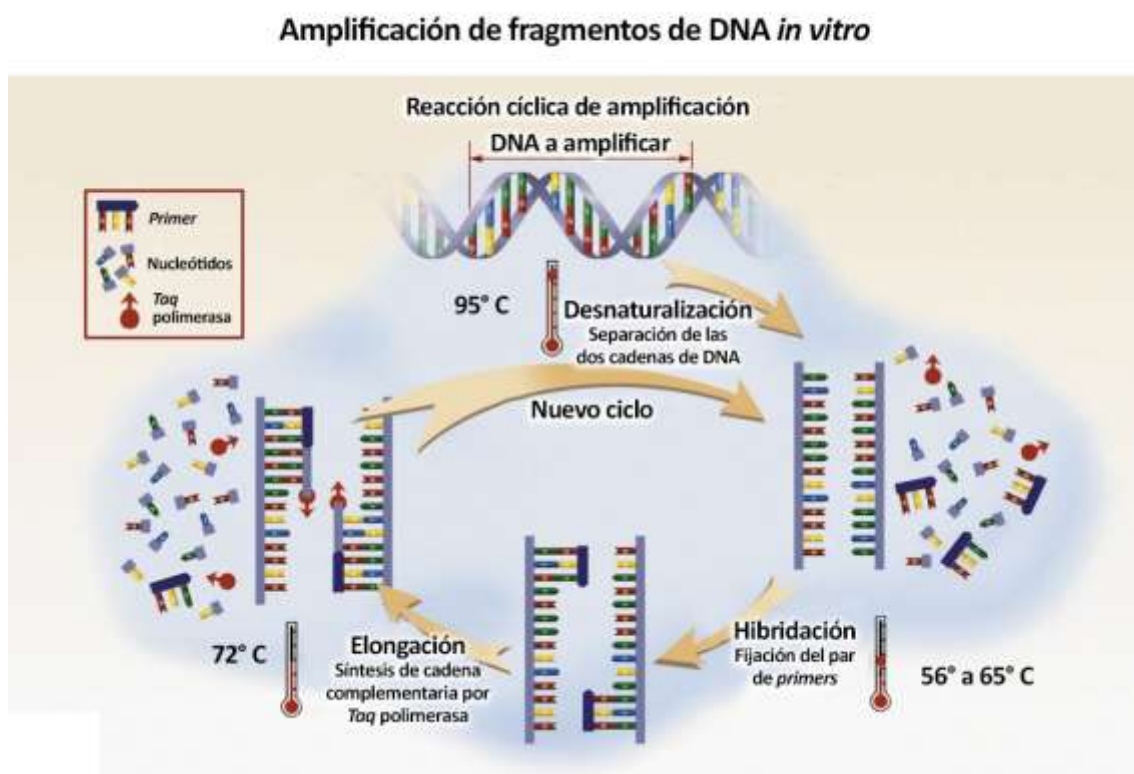 Amplificación de fragmentos de DNA in vitro
Reacción cíclica de amplificación
DNA a amplificar
Primer
Nucleótidos
Taq
polimerasa
95° C
Desnaturalización
Separación de las
dos cadenas de DNA
Nuevo ciclo
72° C
Elongación
Síntesis de cadena
complementaria por
Taq polimerasa
Hibridación
Fijación del par
de primers
56° a 65° C